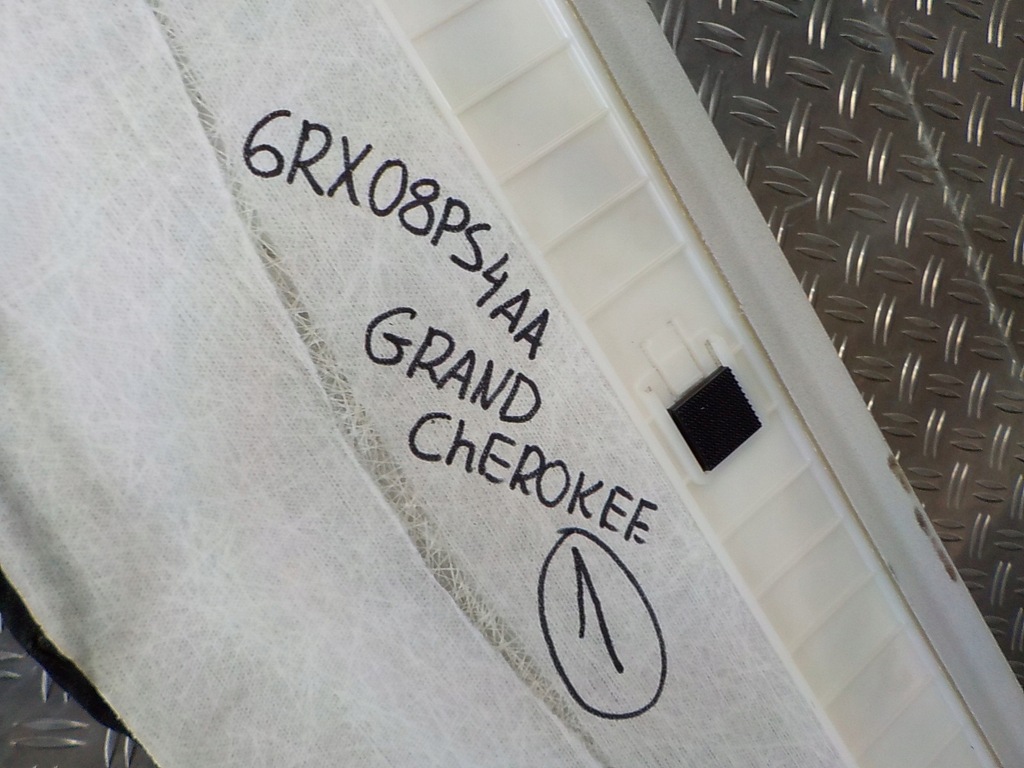 6RX08PS4AA
GRAND
ChEROKEE
1